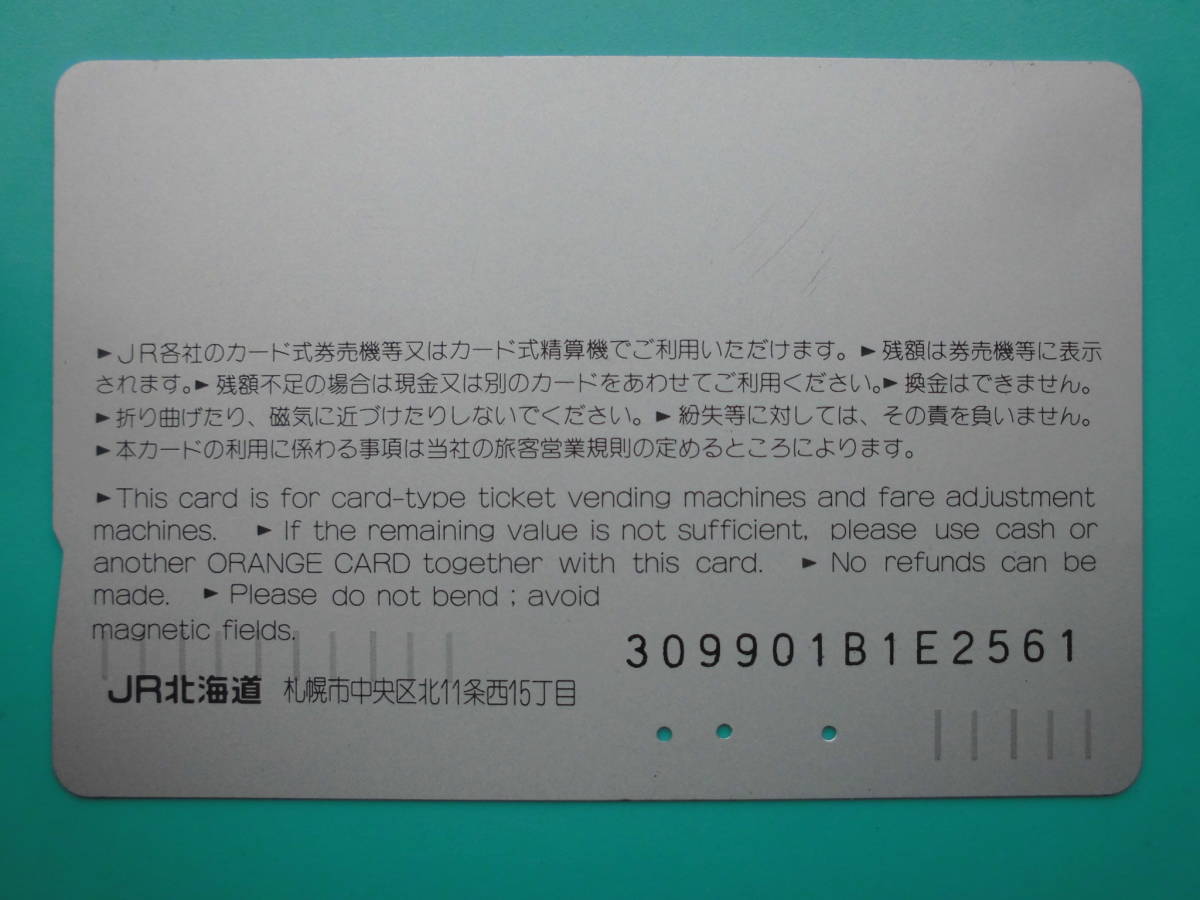 ►JR各社のカード式券売機等又はカード式精算機でご利用いただけます。►残額は券売機等に表示
されます。►残額不足の場合は現金又は別のカードをあわせてご利用ください。►換金はできません。
►折り曲げたり、磁気に近づけたりしないでください。►紛失等に対しては、その責を負いません。
►本カードの利用に係わる事項は当社の旅客営業規則の定めるところによります。
►This card is for card-type ticket vending machines and fare adjustment
machines. ►If the remaining value is not sufficient, please use cash or
another ORANGE CARD together with this card. ►No refunds can be
made. ►Please do not bend ; avoid
magnetic fields.
309901B1E2561
JR北海道 札幌市中央区北11条西15丁目